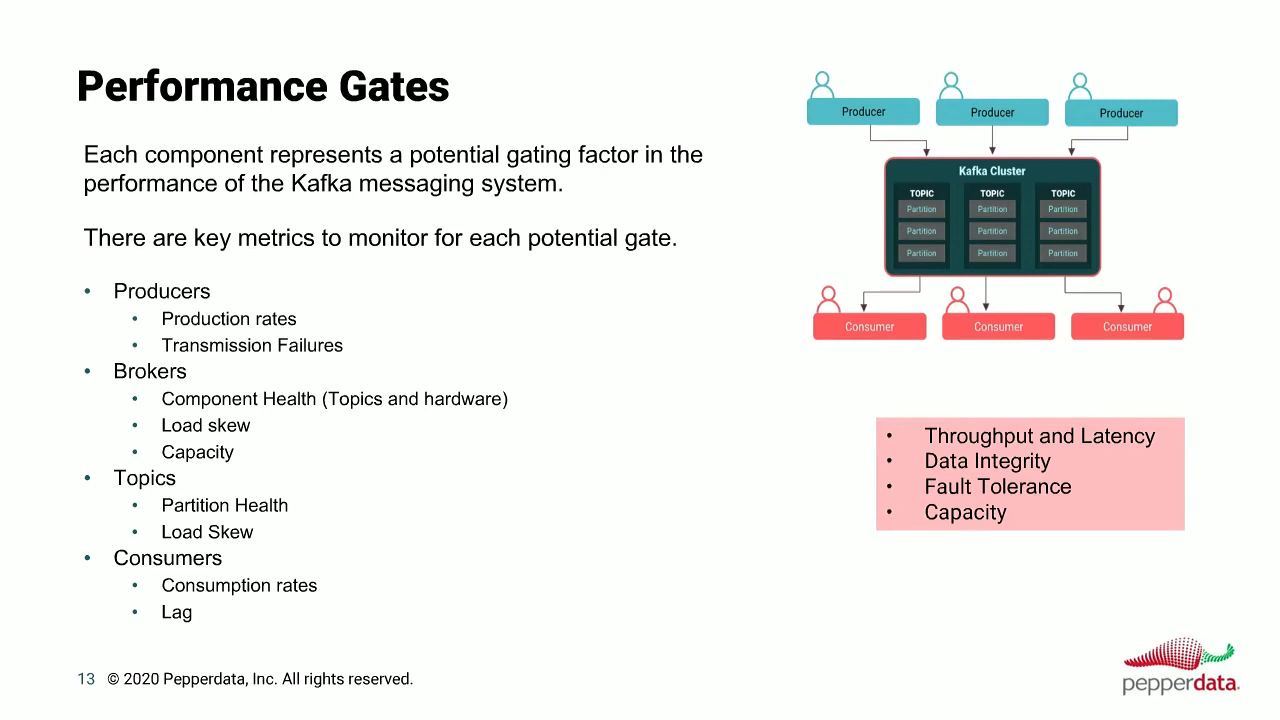 Performance Gates
Each component represents a potential gating factor in the
performance of the Kafka messaging system.
There are key metrics to monitor for each potential gate.
• Producers
• Production rates
• Transmission Failures
• Brokers
• Component Health (Topics and hardware)
• Load skew
• Capacity
• Topics
• Partition Health
• Load Skew
• Consumers
• Consumption rates
• Lag
Producer Producer Producer
Kafka Cluster
TOPIC TOPIC TOPIC
Partition Partition Partition
Partition Partition Partition
Partition Partition Partition
Consumer Consumer Consumer
• Throughput and Latency
• Data Integrity
• Fault Tolerance
• Capacity
13 © 2020 Pepperdata, Inc. All rights reserved.
pepperdata.